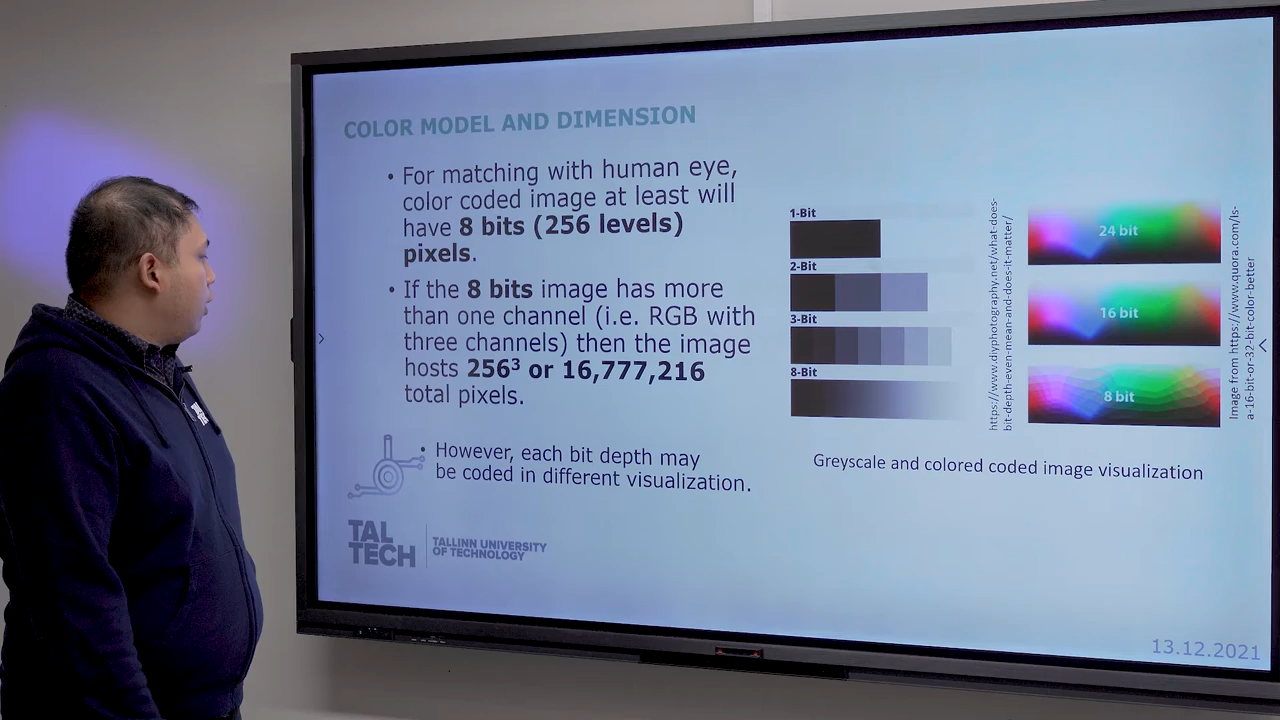 COLOR MODEL AND DIMENSION
• For matching with human eye,
color coded image at least will
have 8 bits (256 levels)
pixels.
• If the 8 bits image has more
than one channel (i.e. RGB with
three channels) then the image
hosts 256³ or 16,777,216
total pixels.
• However, each bit depth may
be coded in different visualization.
1-Bit
2-Bit
3-Bit
8-Bit
https://www.diyphotography.net/what-does-
bit-depth-even-mean-and-does-it-matter/
24 bit
16 bit
8 bit
Image from https://www.quora.com/Is-
a-16-bit-or-32-bit-color-better
Greyscale and colored coded image visualization
TAL
TECH
TALLINN UNIVERSITY
OF TECHNOLOGY
13.12.2021
TAL
TECH